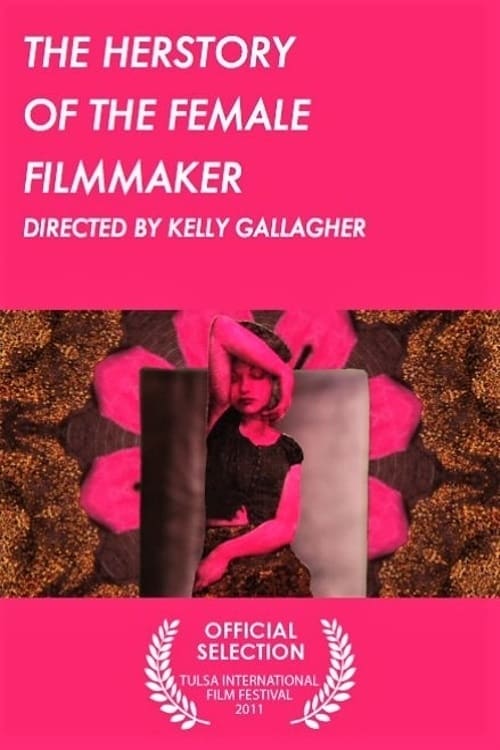 THE HERSTORY
OF THE FEMALE
FILMMAKER
DIRECTED BY KELLY GALLAGHER
OFFICIAL
SELECTION
TULSA INTERNATIONAL
FILM FESTIVAL
2011